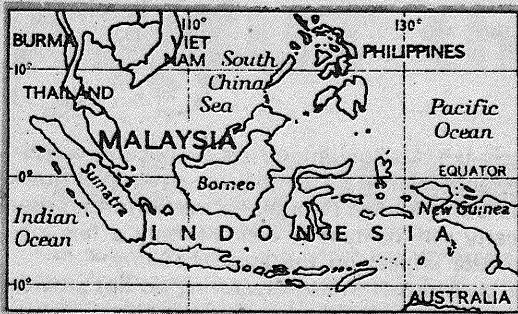 110°
130°
BURMA
VIET
NAM
South
China
Sea
PHILIPPINES
10°
THAILAND
Pacific
Ocean
MALAYSIA
EQUATOR
0°
Sumatra
Borneo
New Guinea
Indian
Ocean
INDONESIA
10°
AUSTRALIA